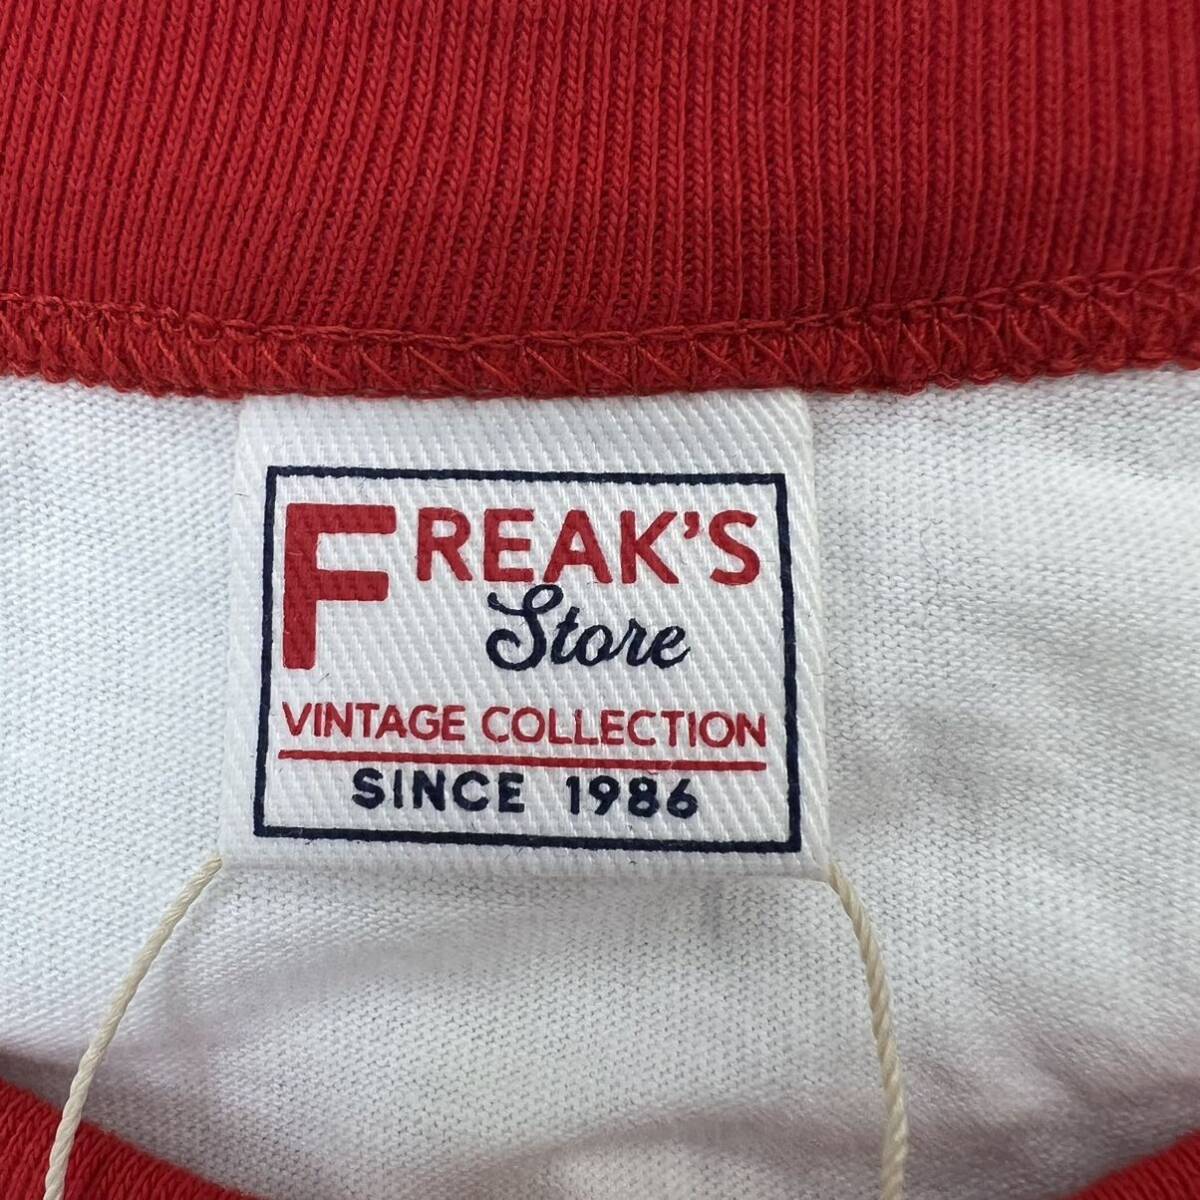 FREAK'S
Store
VINTAGE COLLECTION
SINCE 1986